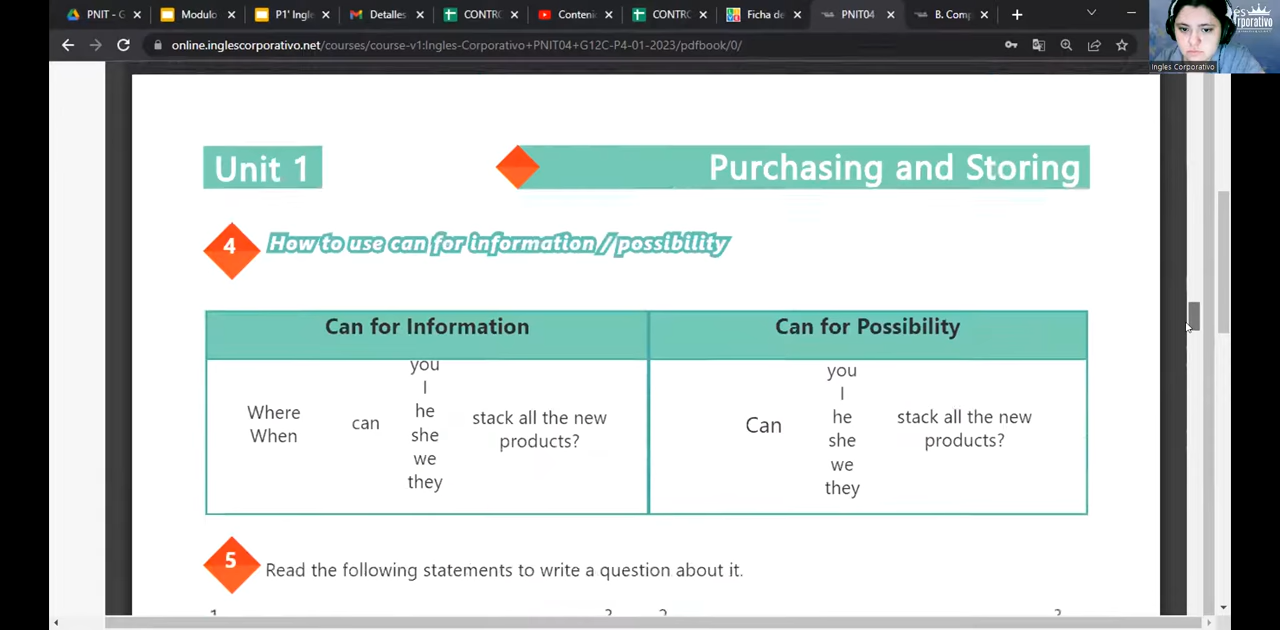 PNIT - G
Modulo
P1' Ingle
Detalles
CONTRO
Conteni
CONTRO
Ficha de
PNIT04
B. Comp
online.inglescorporativo.net/courses/course-v1:Ingles-Corporativo+PNIT04+G12C-P4-01-2023/pdfbook/0/
Ingles Corporativo
Unit 1
Purchasing and Storing
4
How to use can for information / possibility
Can for Information
Can for Possibility
Where
When
can
you
I
he
she
we
they
stack all the new
products?
Can
you
I
he
she
we
they
stack all the new
products?
5
Read the following statements to write a question about it.